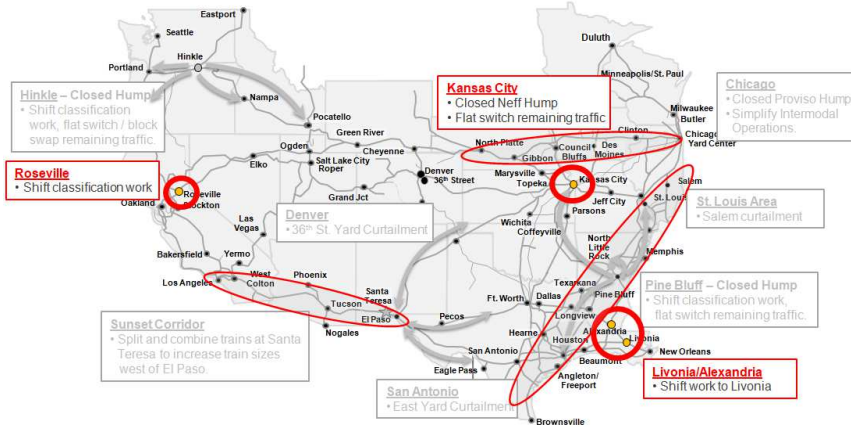 Eastport
Seattle
Hinkle
Portland
Duluth
Minneapolis/St. Paul
Hinkle – Closed Hump
• Shift classification
work, flat switch / block
swap remaining traffic
Nampa
Pocatello
Kansas City
• Closed Neff Hump
• Flat switch remaining traffic
Chicago
• Closed Proviso Hump
• Simplify Intermodal
Operations.
Milwaukee
Butler
Chicago
Yard Center
Clinton
Des
Moines
Council
Bluffs
North Platte
Gibbon
Green River
Cheyenne
Ogden
Salt Lake City
Roper
Elko
Roseville
• Shift classification work
Roseville
Stockton
Oakland
Denver
36th Street
Grand Jct
Marysville
Topeka
Kansas City
Jeff City
Parsons
Salem
St. Louis
St. Louis Area
• Salem curtailment
Denver
• 36th St. Yard Curtailment
Las
Vegas
Wichita
Coffeyville
North
Little
Rock
Memphis
Bakersfield
Yermo
Los Angeles
West
Colton
Phoenix
Tucson
Nogales
Santa
Teresa
El Paso
Pecos
Ft. Worth
Dallas
Texarkana
Pine Bluff
Longview
Pine Bluff – Closed Hump
• Shift classification work,
flat switch remaining traffic.
Sunset Corridor
• Split and combine trains at Santa
Teresa to increase train sizes
west of El Paso.
Hearne
Houston
Alexandria
Livonia
New Orleans
Beaumont
San Antonio
Eagle Pass
Angleton/
Freeport
San Antonio
• East Yard Curtailment
Livonia/Alexandria
• Shift work to Livonia
Brownsville